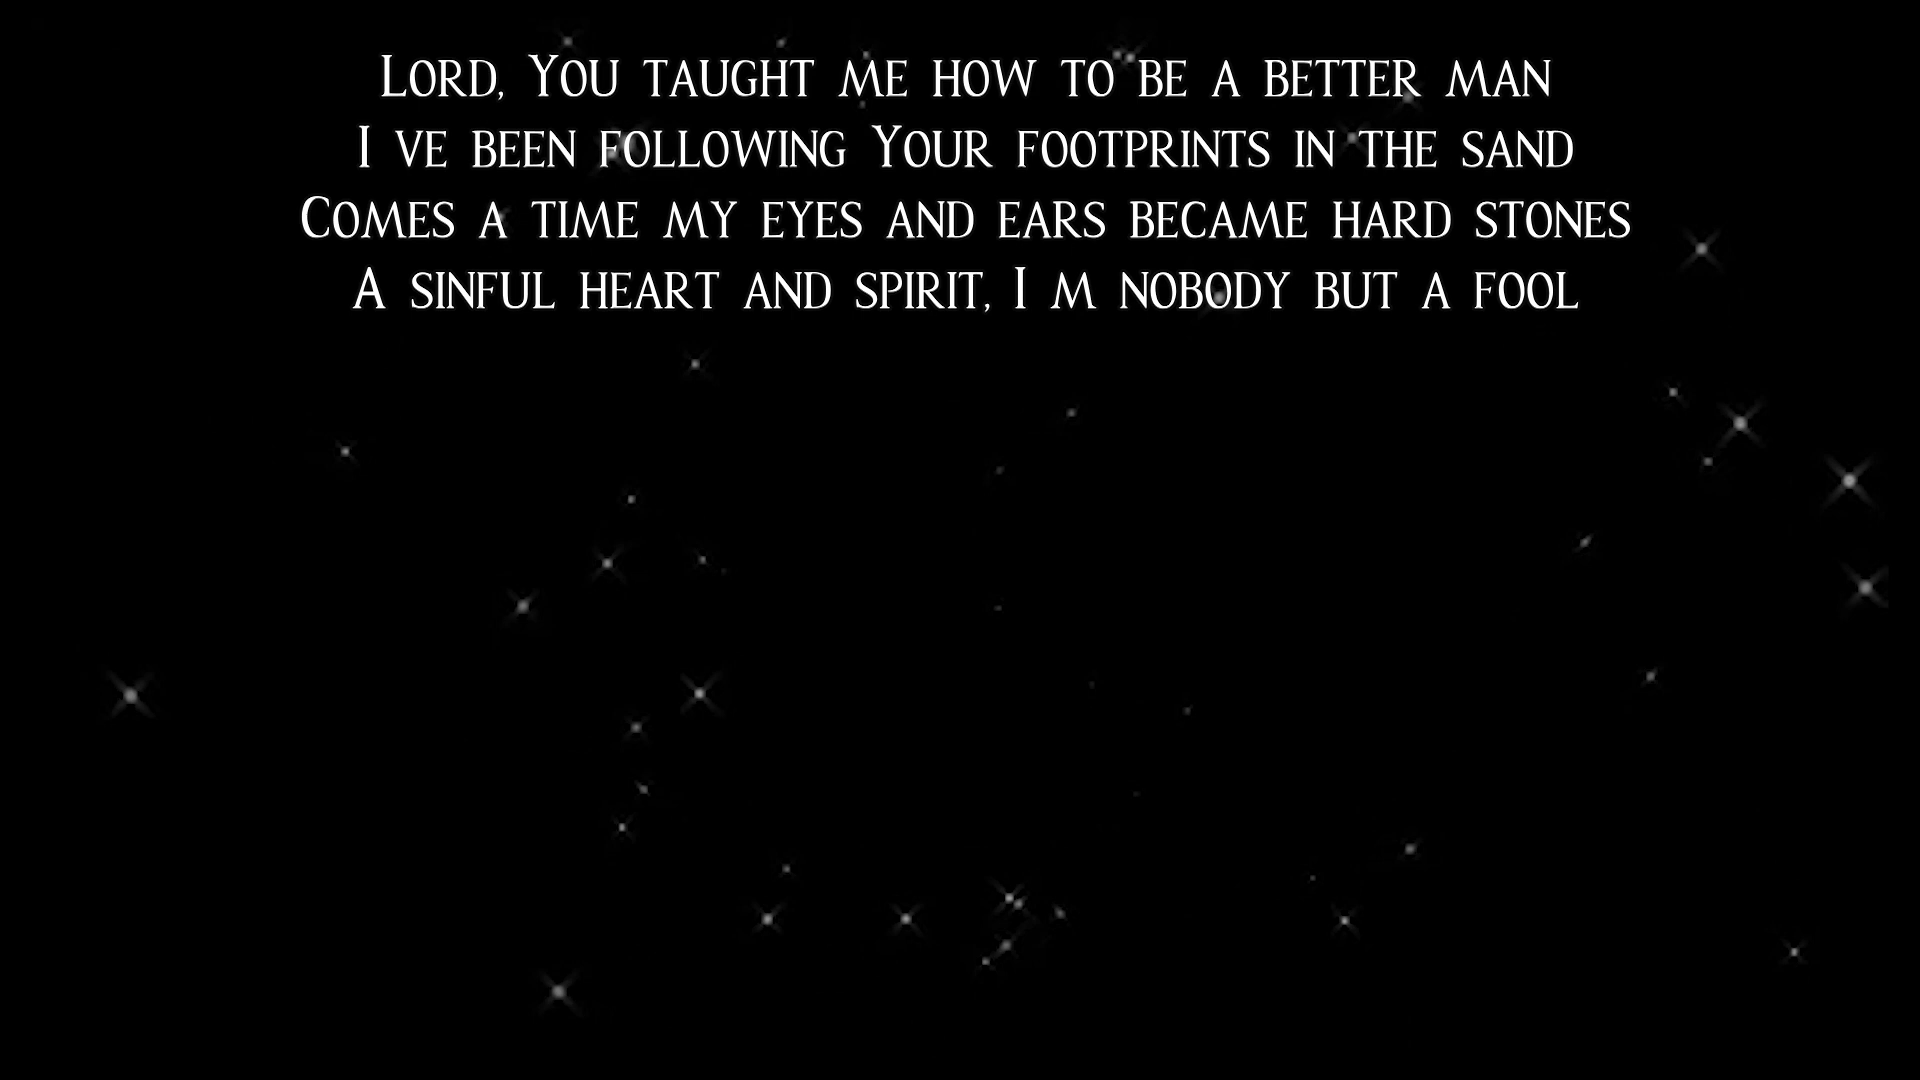 Lord, You taught me how to be a better man
I ve been following Your footprints in the sand
Comes a time my eyes and ears became hard stones
A sinful heart and spirit, I m nobody but a fool